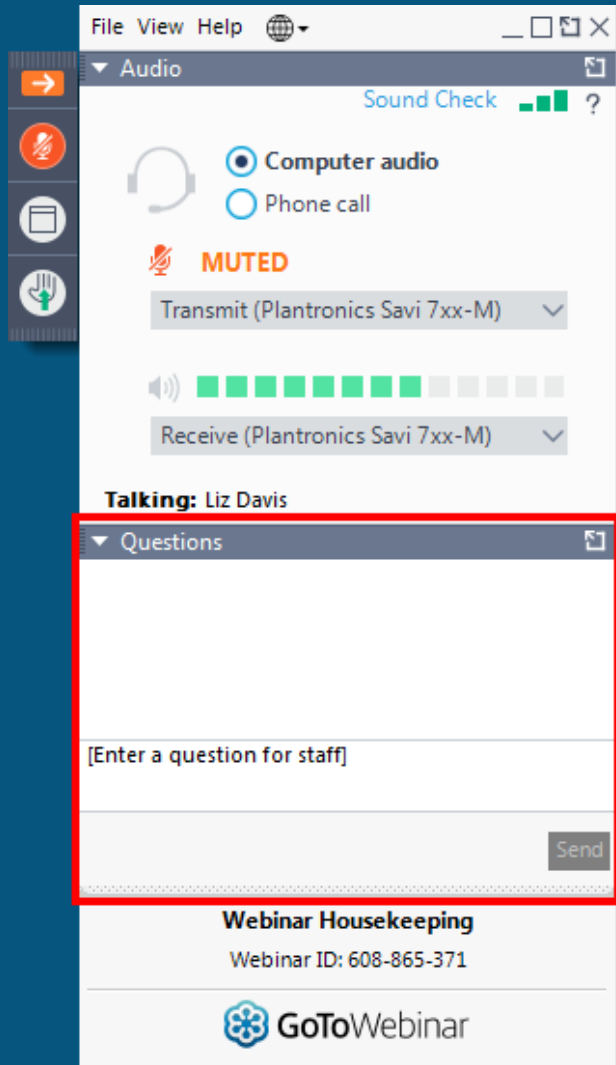 File View Help
Audio
Sound Check ?
Computer audio
Phone call
MUTED
Transmit (Plantronics Savi 7xx-M)
Receive (Plantronics Savi 7xx-M)
Talking: Liz Davis
Questions
[Enter a question for staff]
Send
Webinar Housekeeping
Webinar ID: 608-865-371
GoToWebinar